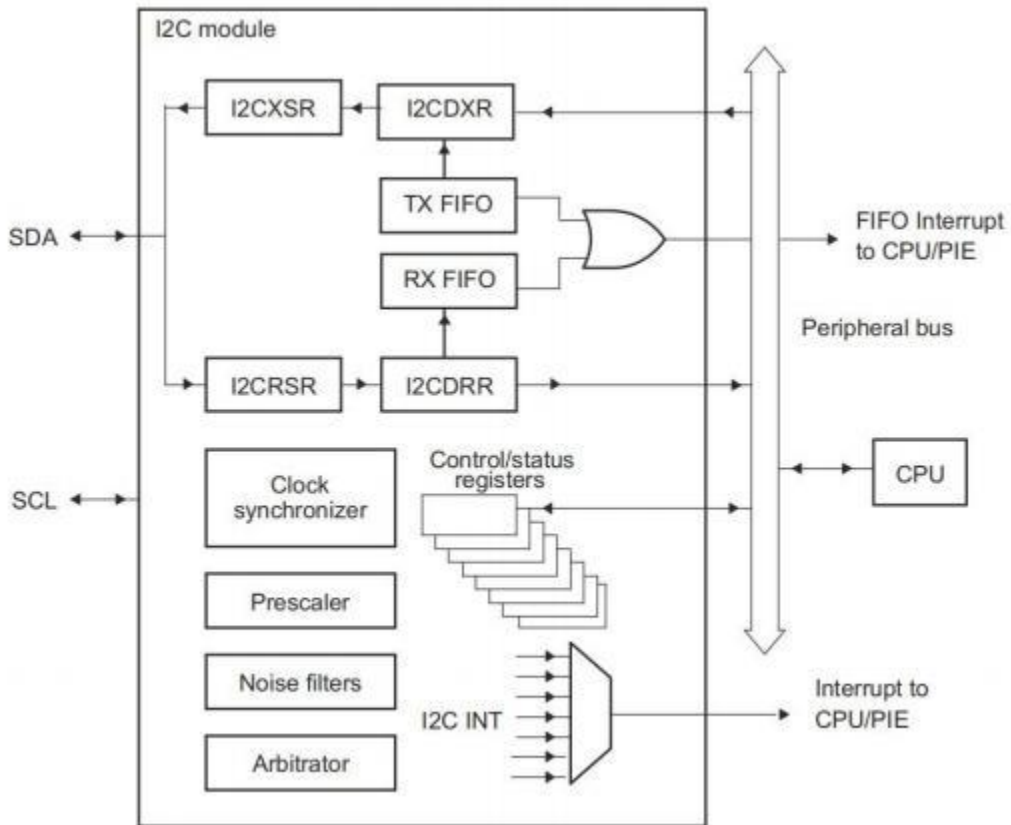 I2C module
I2CXSR
I2CDXR
TX FIFO
SDA
FIFO Interrupt
to CPU/PIE
RX FIFO
Peripheral bus
I2CRSR
I2CDRR
Control/status
registers
CPU
SCL
Clock
synchronizer
Prescaler
Noise filters
I2C INT
Interrupt to
CPU/PIE
Arbitrator